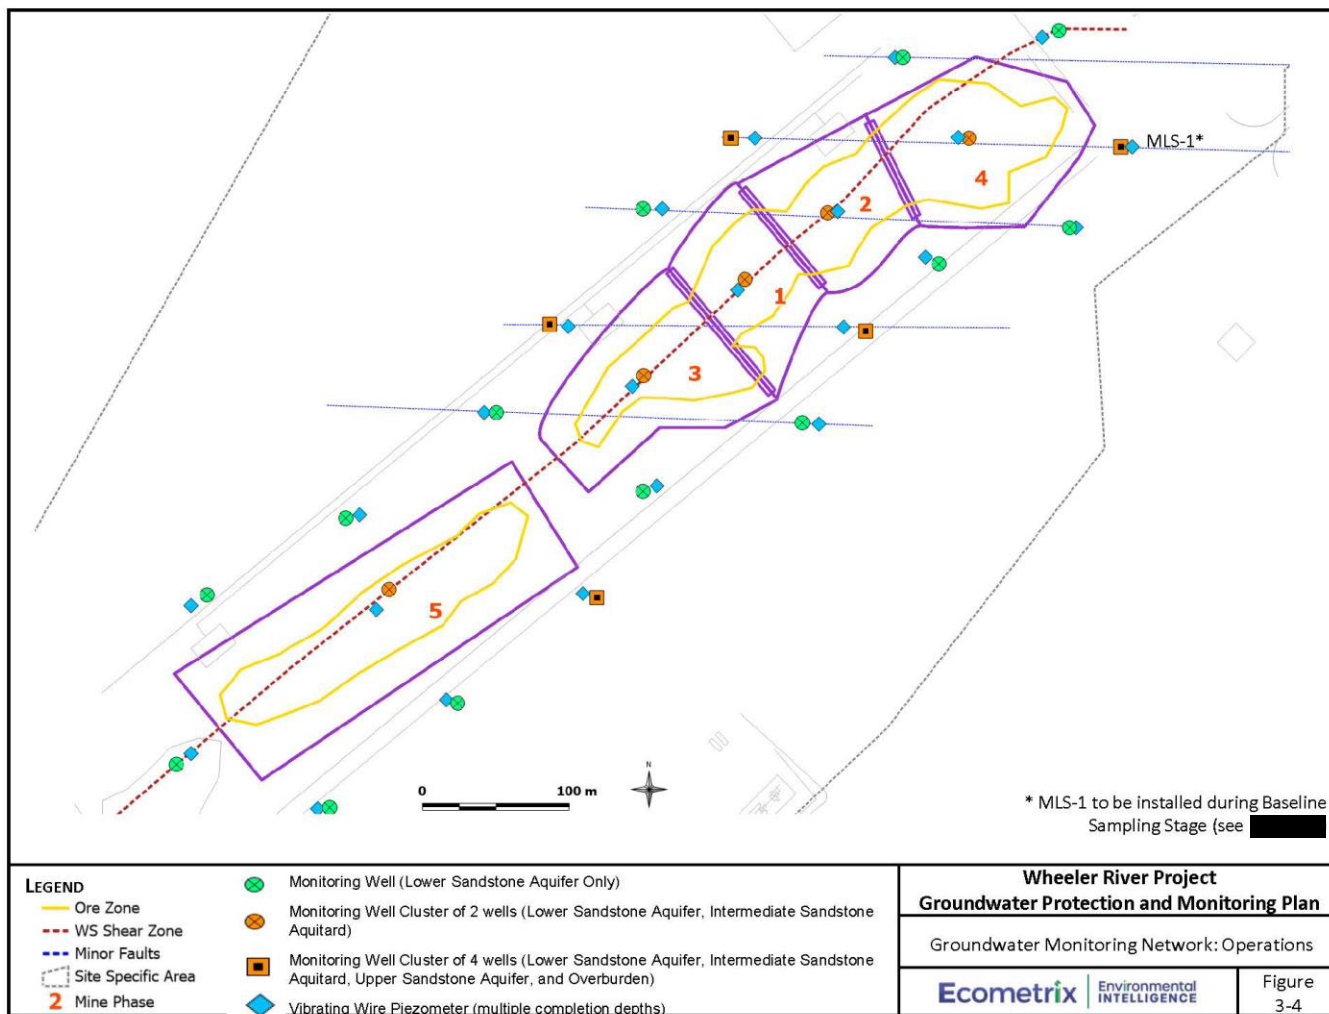 MLS-1*
4
2
1
3
5
0 100 m
N
* MLS-1 to be installed during Baseline
Sampling Stage (see
LEGEND
Ore Zone
WS Shear Zone
Minor Faults
Site Specific Area
2 Mine Phase
Monitoring Well (Lower Sandstone Aquifer Only)
Monitoring Well Cluster of 2 wells (Lower Sandstone Aquifer, Intermediate Sandstone
Aquitard)
Monitoring Well Cluster of 4 wells (Lower Sandstone Aquifer, Intermediate Sandstone
Aquitard, Upper Sandstone Aquifer, and Overburden)
Vibrating Wire Piezometer (multiple completion depths)
Wheeler River Project
Groundwater Protection and Monitoring Plan
Groundwater Monitoring Network: Operations
Ecometrix Environmental
INTELLIGENCE
Figure
3-4